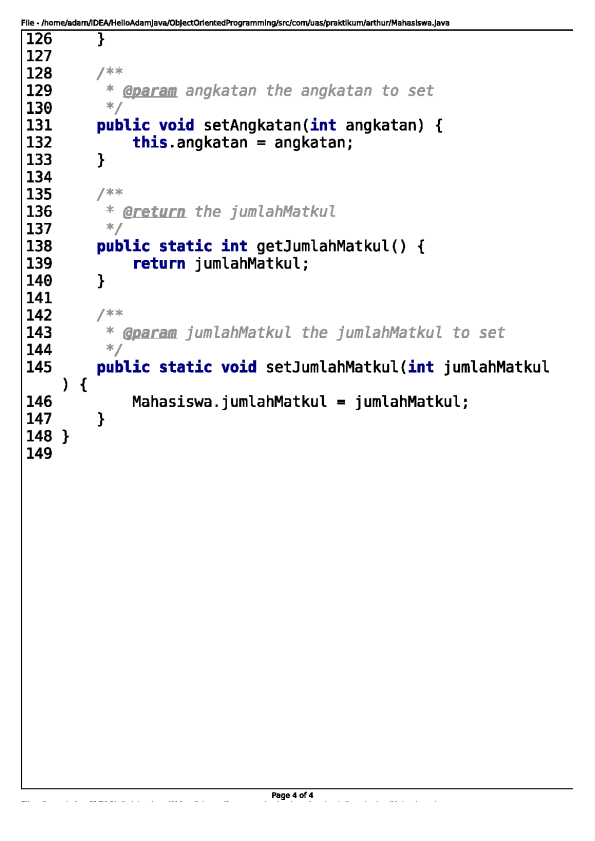 File - /home/adam/IDEA/HelloAdamJava/ObjectOrientedProgramming/src/com/uas/praktikum/arthur/Mahasiswa.java
126     }
127
128     /**
129      * @param angkatan the angkatan to set
130      */
131     public void setAngkatan(int angkatan) {
132         this.angkatan = angkatan;
133     }
134
135     /**
136      * @return the jumlahMatkul
137      */
138     public static int getJumlahMatkul() {
139         return jumlahMatkul;
140     }
141
142     /**
143      * @param jumlahMatkul the jumlahMatkul to set
144      */
145     public static void setJumlahMatkul(int jumlahMatkul
    ) {
146         Mahasiswa.jumlahMatkul = jumlahMatkul;
147     }
148 }
149
Page 4 of 4